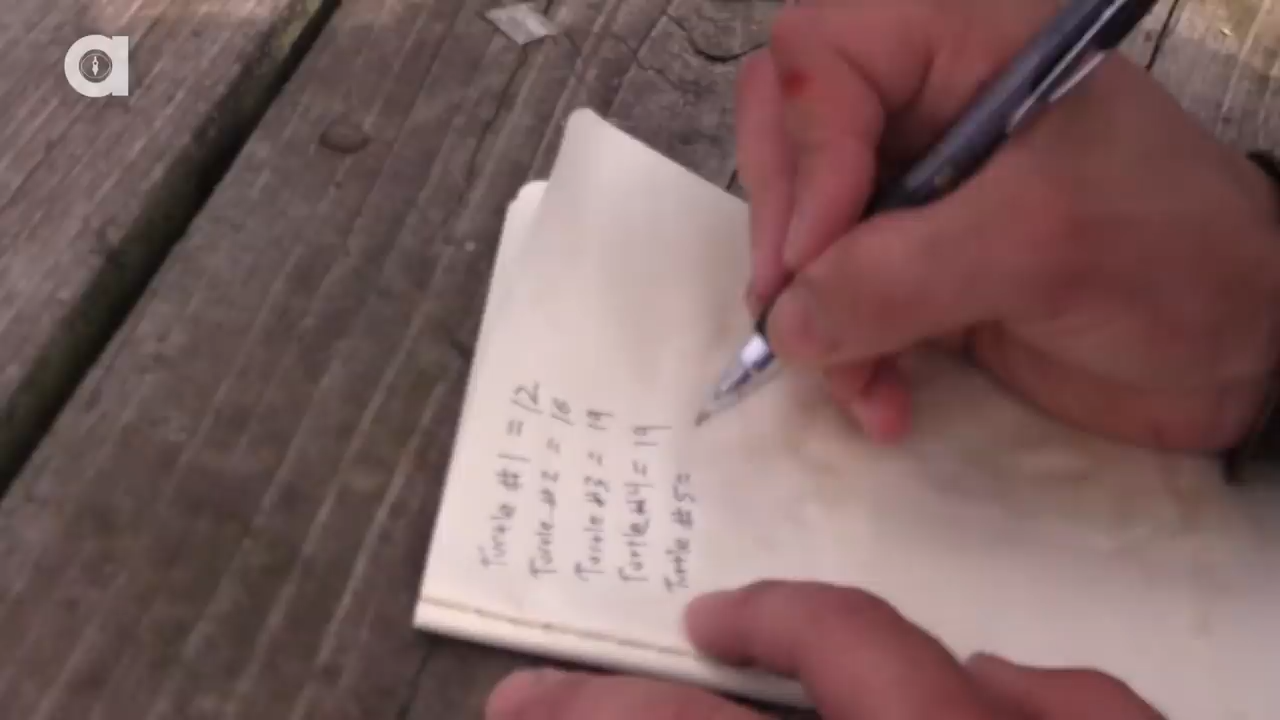 Turtle #1 = 12
Turtle #2 = 18
Turtle #3 = 19
Turtle #4 = 19
Turtle #5=
a